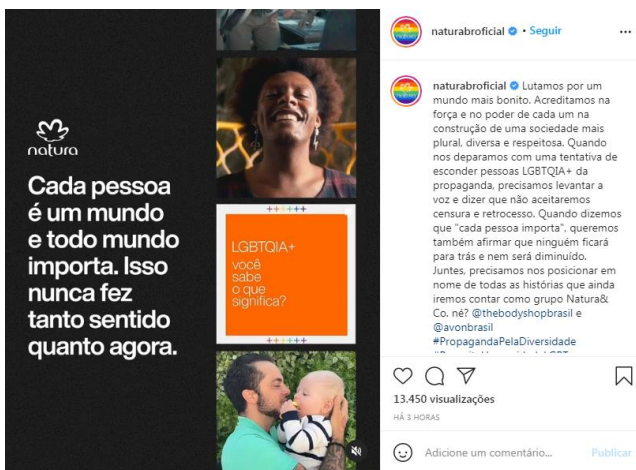 natura
Cada pessoa
é um mundo
e todo mundo
importa. Isso
nunca fez
tanto sentido
quanto agora.
LGBTQIA+
você
sabe
o que
significa?
naturabroficial • Seguir
naturabroficial Lutamos por um
mundo mais bonito. Acreditamos na
força e no poder de cada um na
construção de uma sociedade mais
plural, diversa e respeitosa. Quando
nos deparamos com uma tentativa de
esconder pessoas LGBTQIA+ da
propaganda, precisamos levantar a
voz e dizer que não aceitaremos
censura e retrocesso. Quando dizemos
que "cada pessoa importa", queremos
também afirmar que ninguém ficará
para trás e nem será diminuído.
Juntes, precisamos nos posicionar em
nome de todas as histórias que ainda
iremos contar como grupo Natura&
Co. né? @thebodyshopbrasil e
@avonbrasil
#PropagandaPelaDiversidade
13.450 visualizações
HÁ 3 HORAS
Adicione um comentário... Publicar